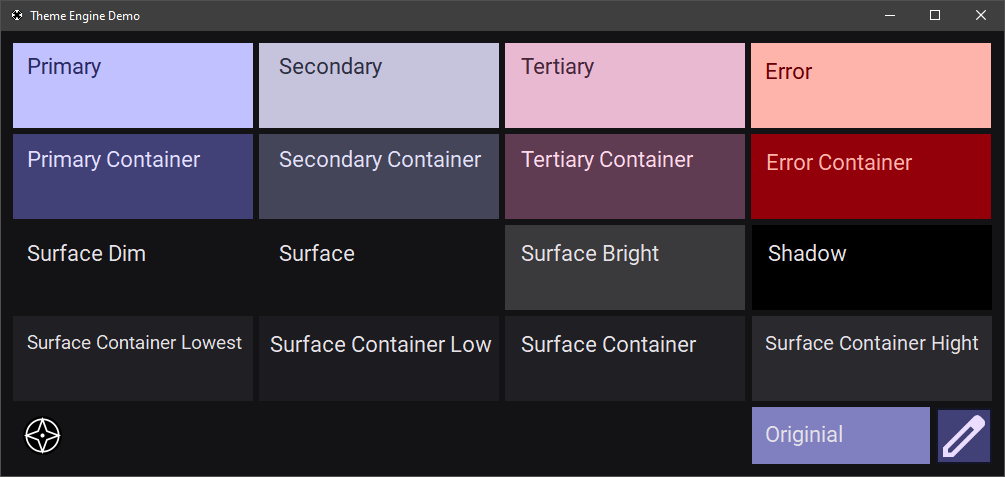 Theme Engine Demo
Primary
Secondary
Tertiary
Error
Primary Container
Secondary Container
Tertiary Container
Error Container
Surface Dim
Surface
Surface Bright
Shadow
Surface Container Lowest
Surface Container Low
Surface Container
Surface Container Hight
Originial